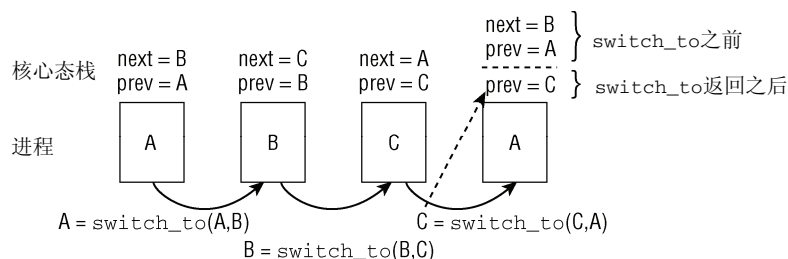 核心态栈
next = B
prev = A
next = C
prev = B
next = A
prev = C
next = B
prev = A
switch_to之前
prev = C
switch_to返回之后
进程
A
B
C
A
A = switch_to(A,B)
B = switch_to(B,C)
C = switch_to(C,A)